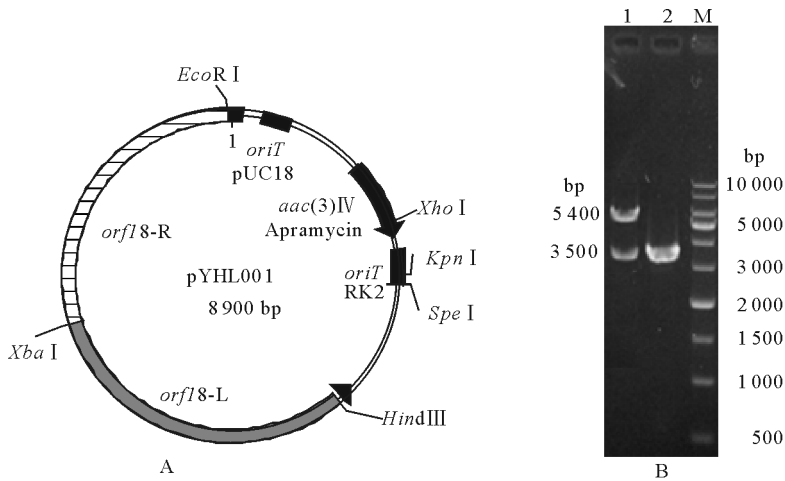 EcoR I
1
oriT
pUC18
aac(3)IV
Apramycin
Xho I
orf18-R
pYHL001
8 900 bp
oriT
RK2
Kpn I
Spe I
Xba I
orf18-L
HindIII
A
1 2 M
bp
5 400
3 500
bp
10 000
5 000
3 000
2 000
1 500
1 000
500
B